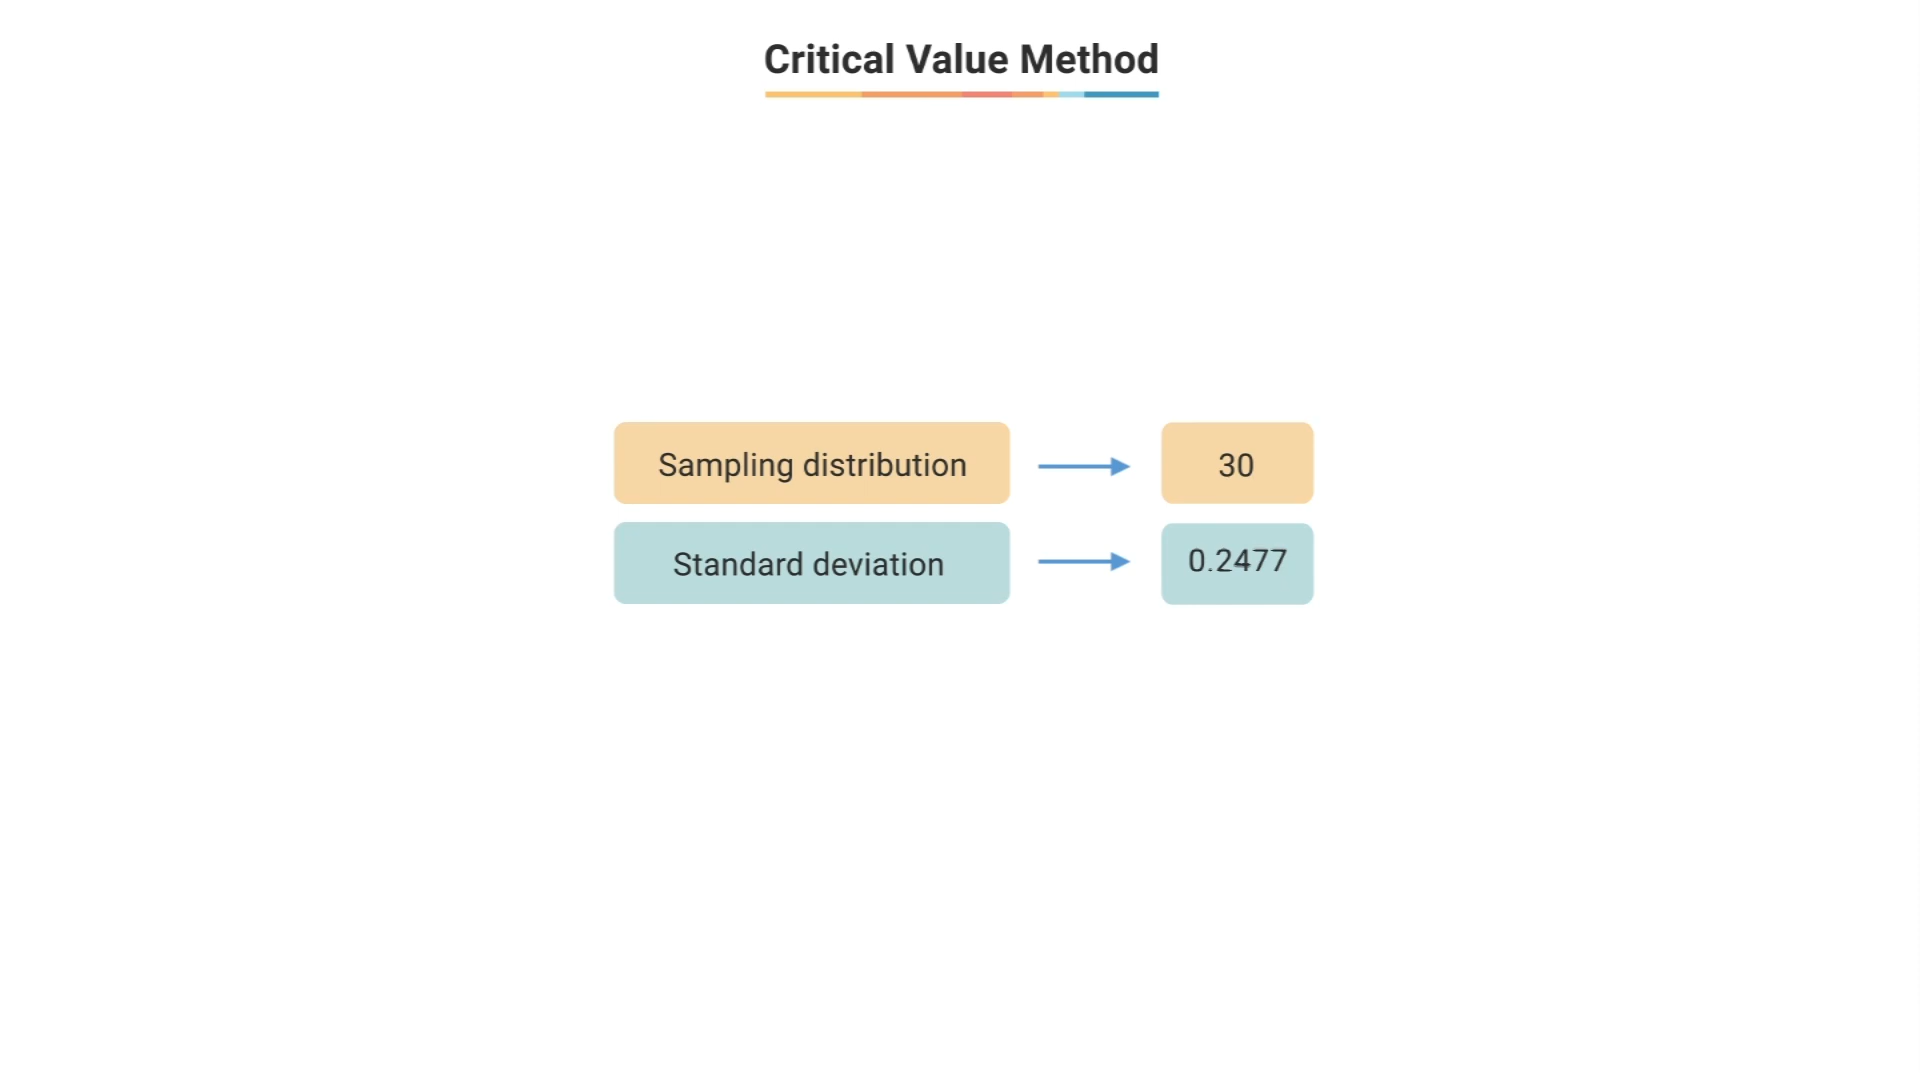 Critical Value Method
Sampling distribution 30
Standard deviation 0.2477